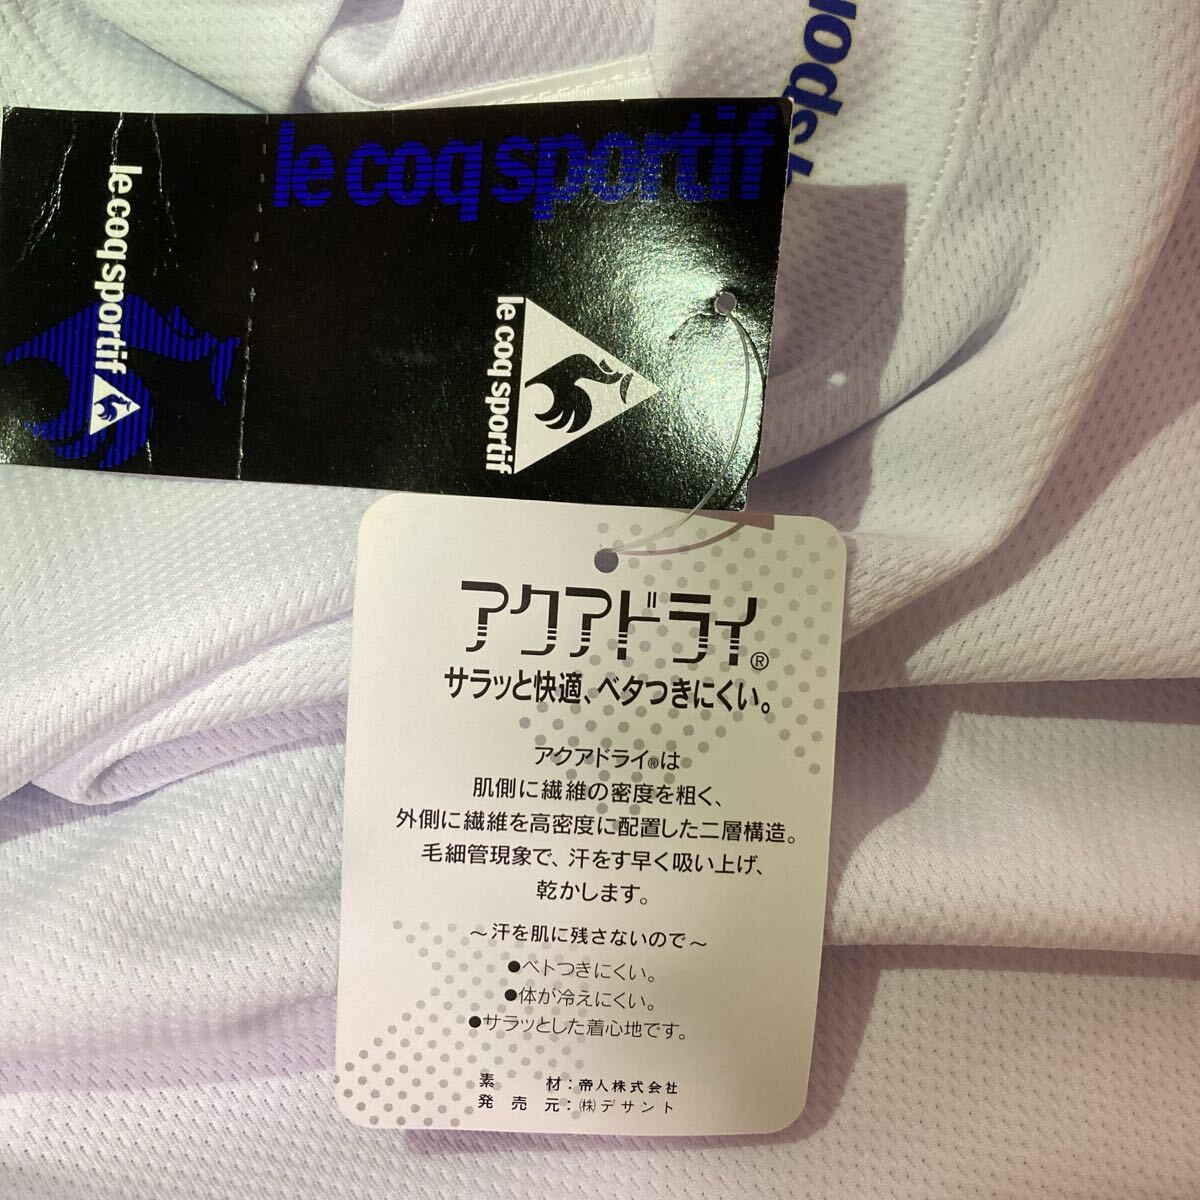 le coq sportif
le coq sportif
le coq sportif
アクアドライ®
サラッと快適、ベタつきにくい。
アクアドライ®は
肌側に繊維の密度を粗く、
外側に繊維を高密度に配置した二層構造。
毛細管現象で、汗をす早く吸い上げ、
乾かします。
～汗を肌に残さないので～
●ベトつきにくい。
●体が冷えにくい。
●サラッとした着心地です。
素　材：帝人株式会社
発売元：㈱デサント